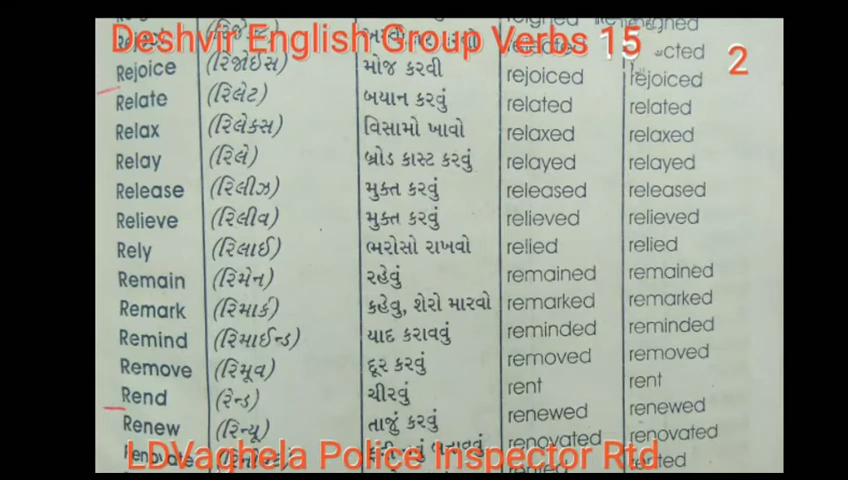 Deshvir English Group Verbs 15
2
cted
Rejoice (રિજોઈસ) મોજ કરવી rejoiced rejoiced
Relate (રિલેટ) બયાન કરવું related related
Relax (રિલેક્સ) વિસામો ખાવો relaxed relaxed
Relay (રિલે) બ્રોડ કાસ્ટ કરવું relayed relayed
Release (રિલીઝ) મુક્ત કરવું released released
Relieve (રિલીવ) મુક્ત કરવું relieved relieved
Rely (રિલાઈ) ભરોસો રાખવો relied relied
Remain (રિમેન) રહેવું remained remained
Remark (રિમાર્ક) કહેવુ, શેરો મારવો remarked remarked
Remind (રિમાઈન્ડ) યાદ કરાવવું reminded reminded
Remove (રિમૂવ) દૂર કરવું removed removed
Rend (રેન્ડ) ચીરવું rent rent
Renew (રિન્યૂ) તાજું કરવું renewed renewed
Renovate renovated renovated
LDVaghela Police Inspector Rtd